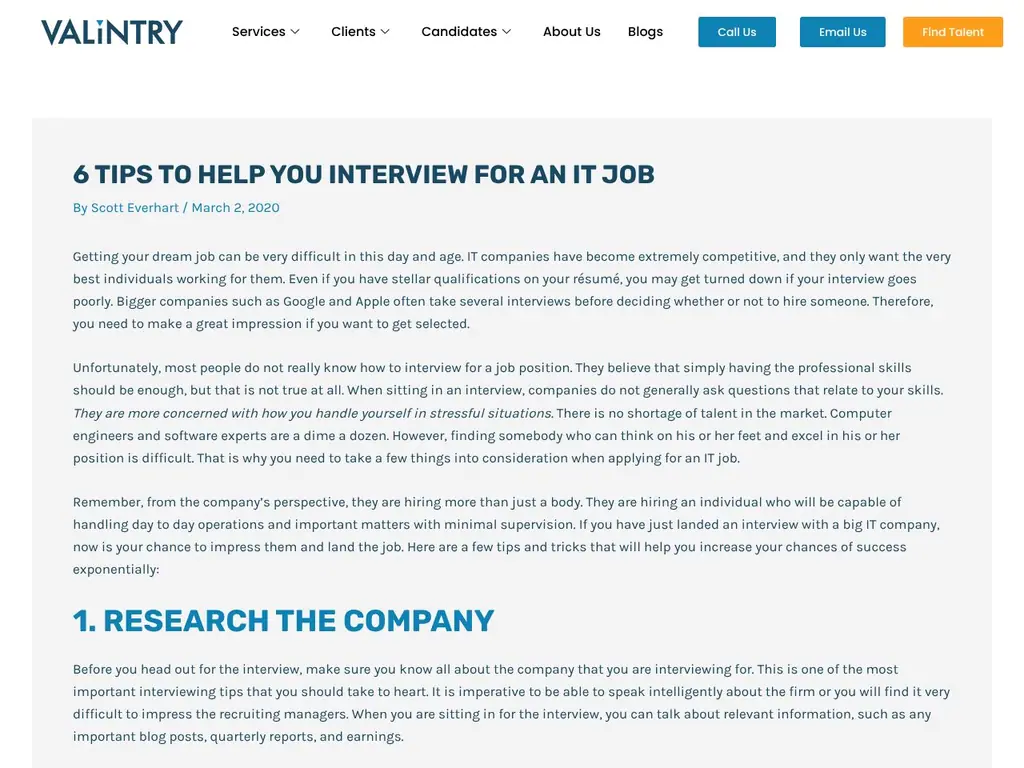 VALiNTRY
Services
Clients
Candidates
About Us
Blogs
Call Us
Email Us
Find Talent
6 TIPS TO HELP YOU INTERVIEW FOR AN IT JOB
By Scott Everhart / March 2, 2020
Getting your dream job can be very difficult in this day and age. IT companies have become extremely competitive, and they only want the very
best individuals working for them. Even if you have stellar qualifications on your résumé, you may get turned down if your interview goes
poorly. Bigger companies such as Google and Apple often take several interviews before deciding whether or not to hire someone. Therefore,
you need to make a great impression if you want to get selected.
Unfortunately, most people do not really know how to interview for a job position. They believe that simply having the professional skills
should be enough, but that is not true at all. When sitting in an interview, companies do not generally ask questions that relate to your skills.
They are more concerned with how you handle yourself in stressful situations. There is no shortage of talent in the market. Computer
engineers and software experts are a dime a dozen. However, finding somebody who can think on his or her feet and excel in his or her
position is difficult. That is why you need to take a few things into consideration when applying for an IT job.
Remember, from the company's perspective, they are hiring more than just a body. They are hiring an individual who will be capable of
handling day to day operations and important matters with minimal supervision. If you have just landed an interview with a big IT company,
now is your chance to impress them and land the job. Here are a few tips and tricks that will help you increase your chances of success
exponentially:
1. RESEARCH THE COMPANY
Before you head out for the interview, make sure you know all about the company that you are interviewing for. This is one of the most
important interviewing tips that you should take to heart. It is imperative to be able to speak intelligently about the firm or you will find it very
difficult to impress the recruiting managers. When you are sitting in for the interview, you can talk about relevant information, such as any
important blog posts, quarterly reports, and earnings.